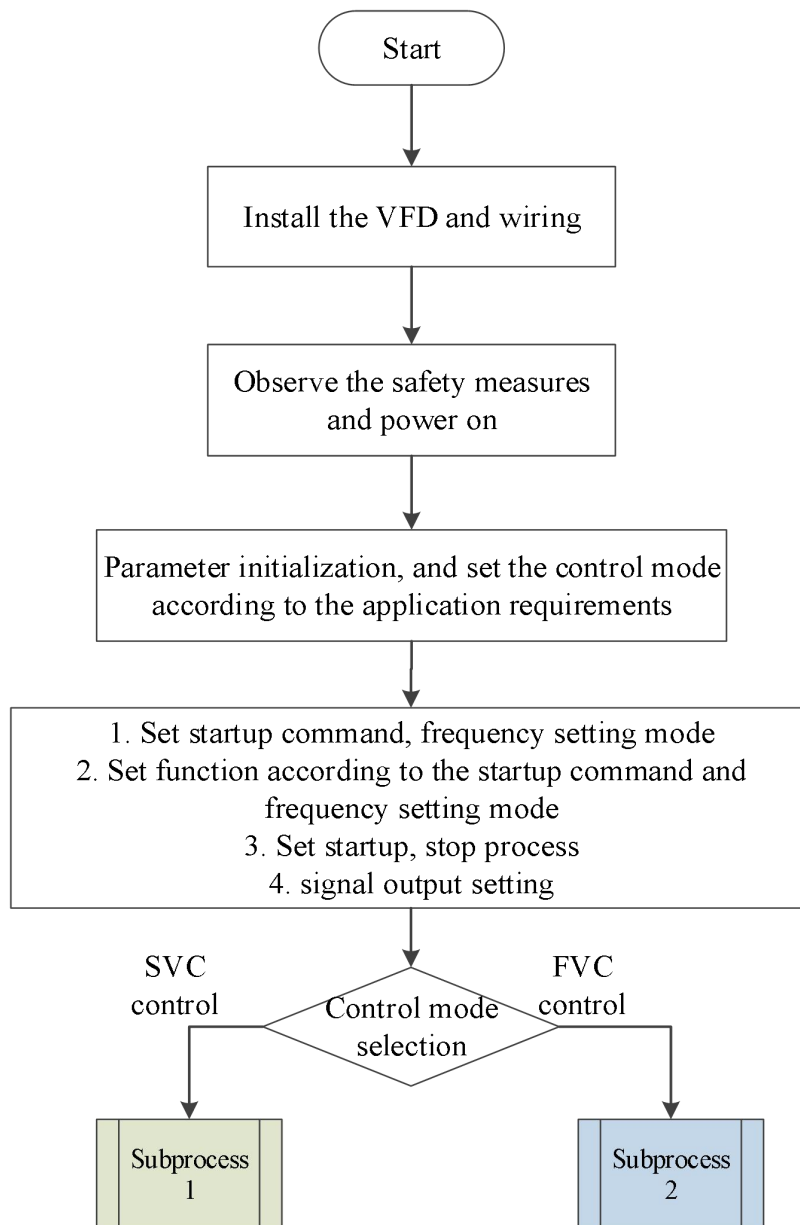 Start
Install the VFD and wiring
Observe the safety measures
and power on
Parameter initialization, and set the control mode
according to the application requirements
1. Set startup command, frequency setting mode
2. Set function according to the startup command and
frequency setting mode
3. Set startup, stop process
4. signal output setting
SVC
control
FVC
control
Control mode
selection
Subprocess
1
Subprocess
2